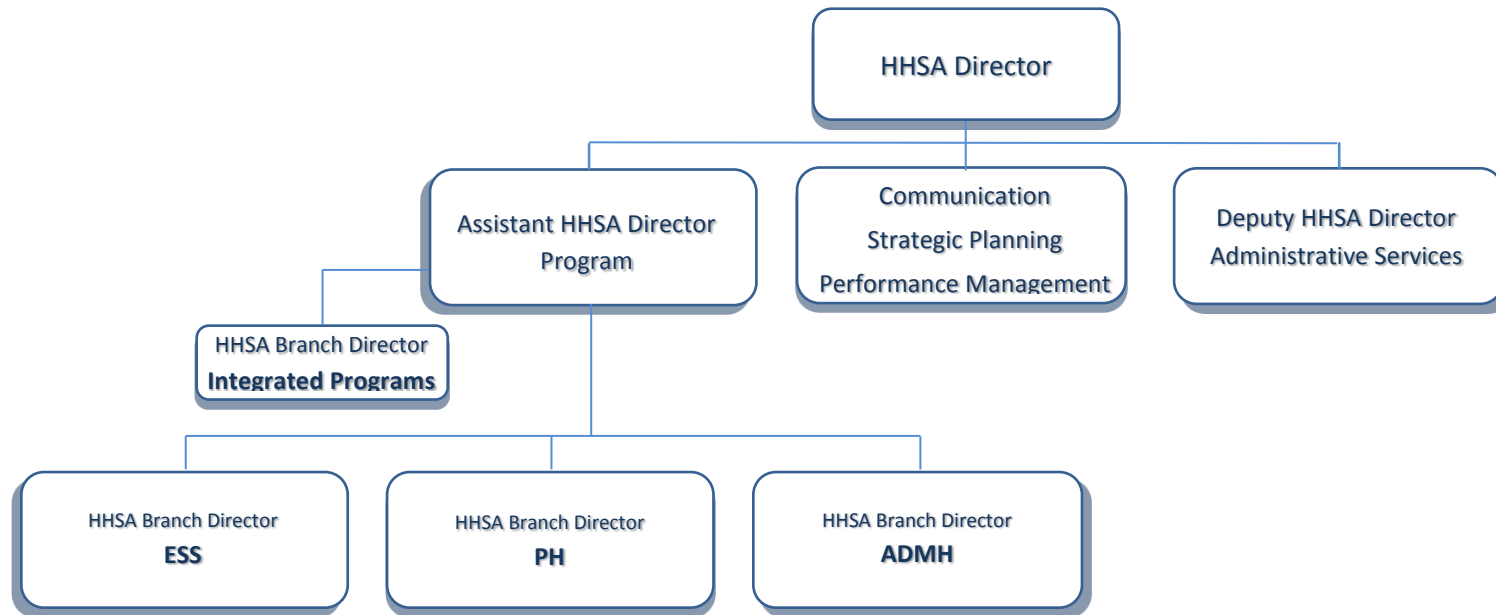 HHSA Director
Assistant HHSA Director
Program
Communication
Strategic Planning
Performance Management
Deputy HHSA Director
Administrative Services
HHSA Branch Director
Integrated Programs
HHSA Branch Director
ESS
HHSA Branch Director
PH
HHSA Branch Director
ADMH